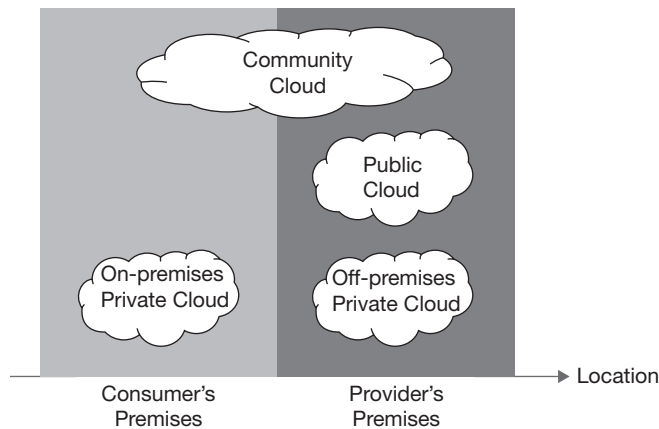 Community
Cloud
Public
Cloud
On-premises
Private Cloud
Off-premises
Private Cloud
Location
Consumer’s
Premises
Provider’s
Premises